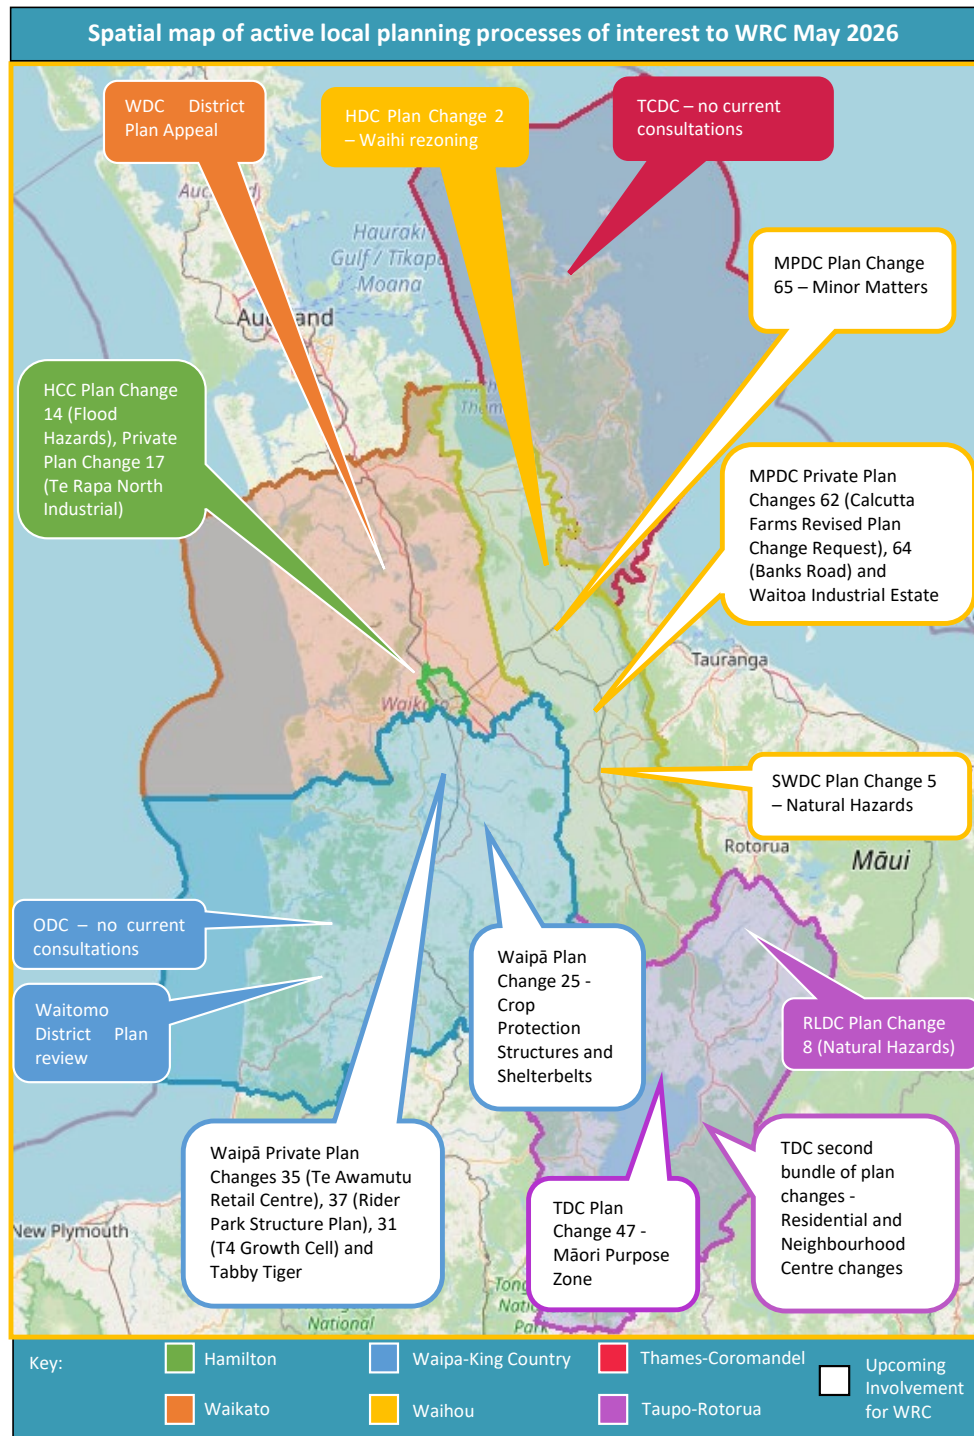 Spatial map of active local planning processes of interest to WRC May 2026
WDC District
Plan Appeal
HDC Plan Change 2
– Waihi rezoning
TCDC – no current
consultations
Hauraki
Gulf / Tīkapa
Moana
MPDC Plan Change
65 – Minor
Matters
Auckland
HCC Plan Change
14 (Flood
Hazards), Private
Plan Change 17
(Te Rapa North
Industrial)
MPDC Private Plan
Changes 62 (Calcutta
Farms Revised Plan
Change Request), 64
(Banks Road) and
Waitoa Industrial Estate
Tauranga
Waikato
SWDC Plan Change 5
– Natural Hazards
Rotorua
Māui
ODC – no current
consultations
Waitomo
District Plan
review
Waipā Plan
Change 25 -
Crop
Protection
Structures and
Shelterbelts
RLDC Plan Change
8 (Natural Hazards)
Waipā Private Plan
Changes 35 (Te Awamutu
Retail Centre), 37 (Rider
Park Structure Plan), 31
(T4 Growth Cell) and
Tabby Tiger
TDC Plan
Change 47 -
Māori Purpose
Zone
TDC second
bundle of plan
changes -
Residential and
Neighbourhood
Centre changes
New Plymouth
National
Park
Key:
Hamilton
Waipa-King Country
Thames-Coromandel
Upcoming
Involvement
for WRC
Waikato
Waihou
Taupo-Rotorua